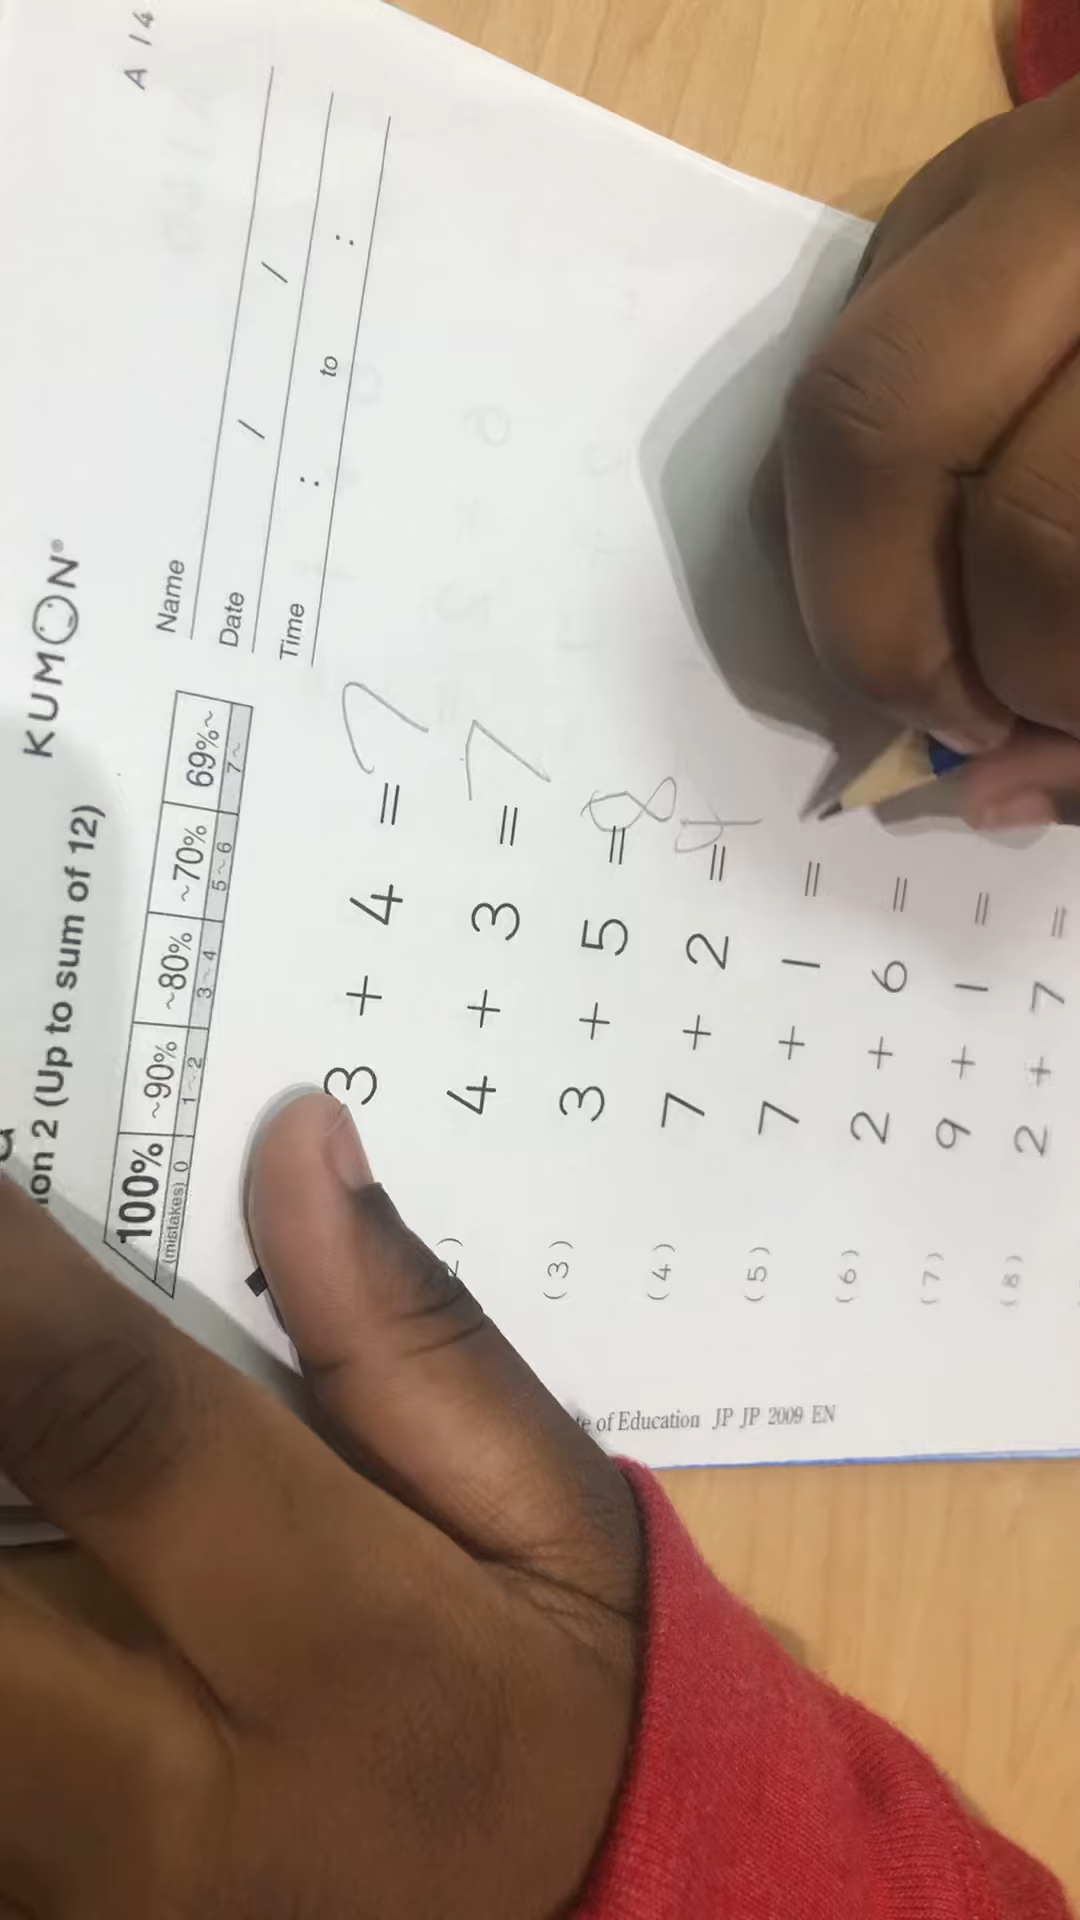 A 14
KUMON®
ion 2 (Up to sum of 12)
100% ~90% ~80% ~70% 69%~
(mistakes) 0 1~2 3~4 5~6 7~
Name
Date / /
Time : to :
3 + 4 = 7
4 + 3 = 7
(3) 3 + 5 = 8
(4) 7 + 2 =
(5) 7 + 1 =
(6) 2 + 6 =
(7) 9 + 1 =
(8) 2 + 7 =
of Education JP JP 2009 EN